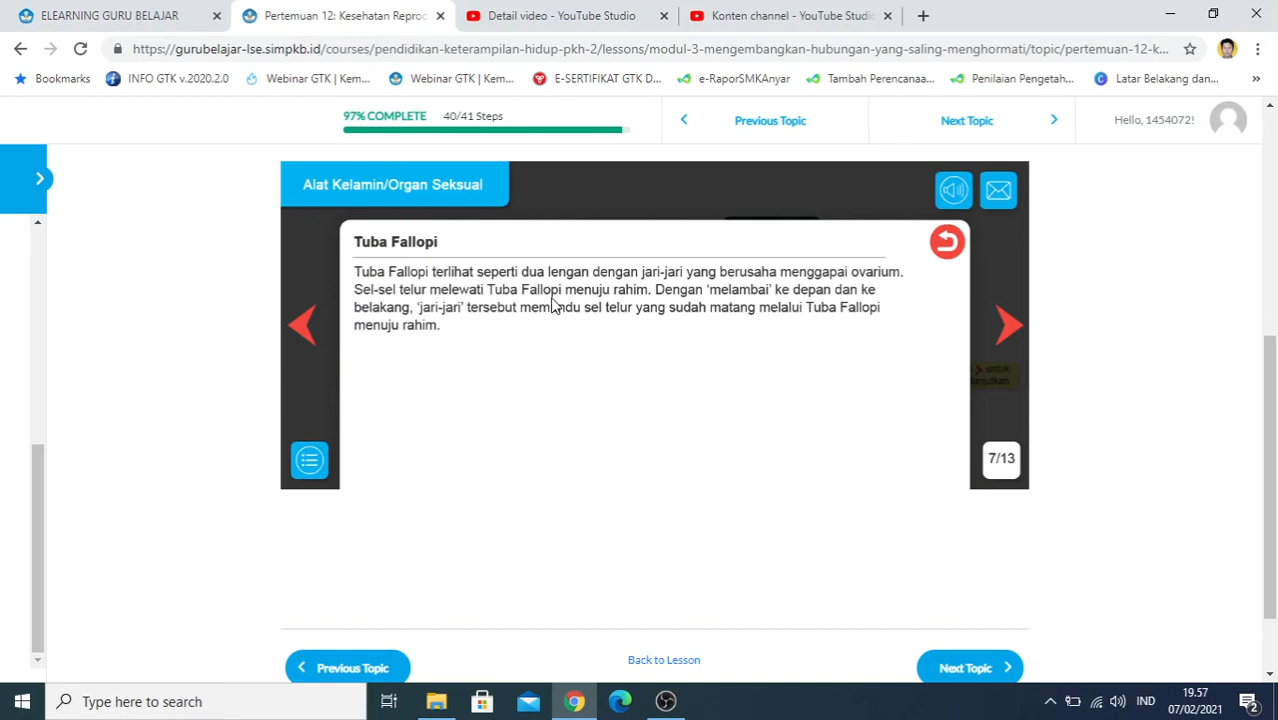 ELEARNING GURU BELAJAR
Pertemuan 12: Kesehatan Reprod
Detail video - YouTube Studio
Konten channel - YouTube Studio
https://gurubelajar-lse.simpkb.id/courses/pendidikan-keterampilan-hidup-pkh-2/lessons/modul-3-mengembangkan-hubungan-yang-saling-menghormati/topic/pertemuan-12-k...
Bookmarks
INFO GTK v.2020.2.0
Webinar GTK | Kem...
Webinar GTK | Kem...
E-SERTIFIKAT GTK D...
e-RaporSMKAnyar
Tambah Perencanaa...
Penilaian Pengetah...
Latar Belakang dan...
97% COMPLETE 40/41 Steps
Previous Topic
Next Topic
Hello, 1454072!
Alat Kelamin/Organ Seksual
Tuba Fallopi
Tuba Fallopi terlihat seperti dua lengan dengan jari-jari yang berusaha menggapai ovarium.
Sel-sel telur melewati Tuba Fallopi menuju rahim. Dengan ‘melambai’ ke depan dan ke
belakang, ‘jari-jari’ tersebut memandu sel telur yang sudah matang melalui Tuba Fallopi
menuju rahim.
untuk
7/13
Previous Topic
Back to Lesson
Next Topic
Type here to search
IND
19.57
07/02/2021
2